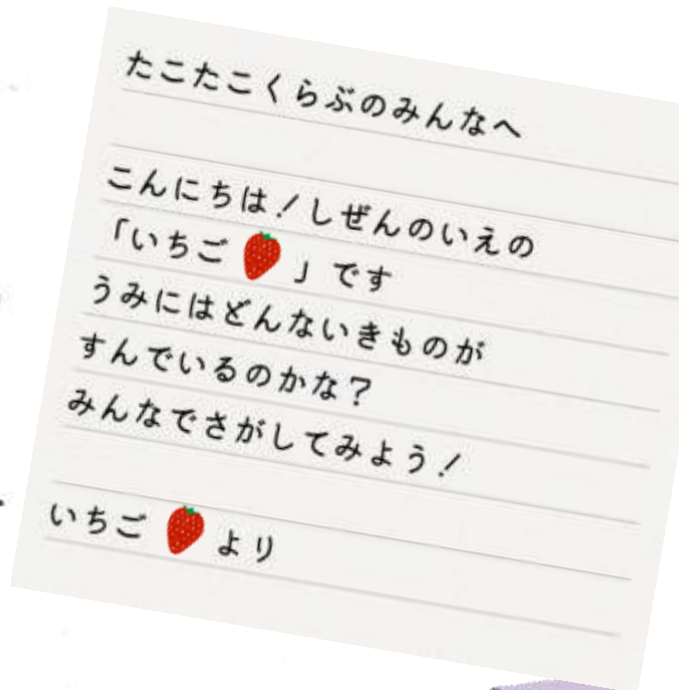 たこたこくらぶのみんなへ
こんにちは！しぜんのいえの
「いちご🍓」です
うみにはどんないきものが
すんでいるのかな？
みんなでさがしてみよう！
いちご🍓より